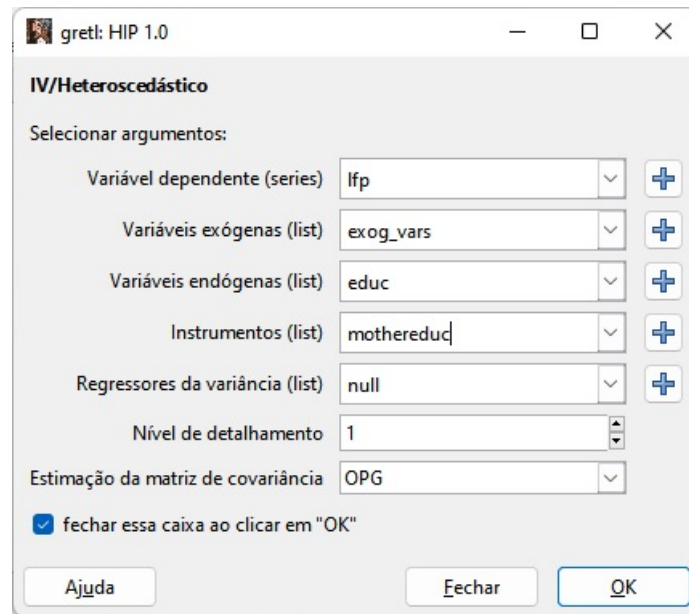 gretl: HIP 1.0
IV/Heteroscedástico
Selecionar argumentos:
Variável dependente (series) lfp
Variáveis exógenas (list) exog_vars
Variáveis endógenas (list) educ
Instrumentos (list) mothereduc
Regressores da variância (list) null
Nível de detalhamento 1
Estimação da matriz de covariância OPG
fechar essa caixa ao clicar em "OK"
Ajuda Fechar OK